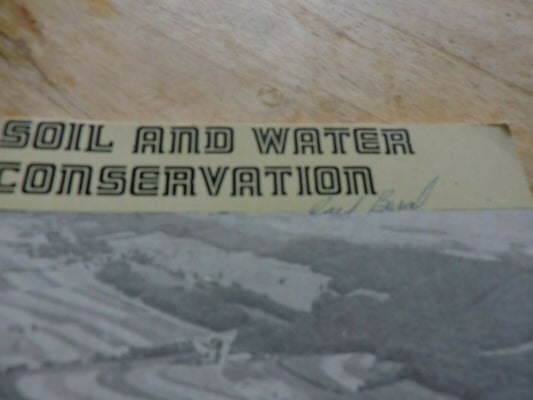 SOIL AND WATER
CONSERVATION